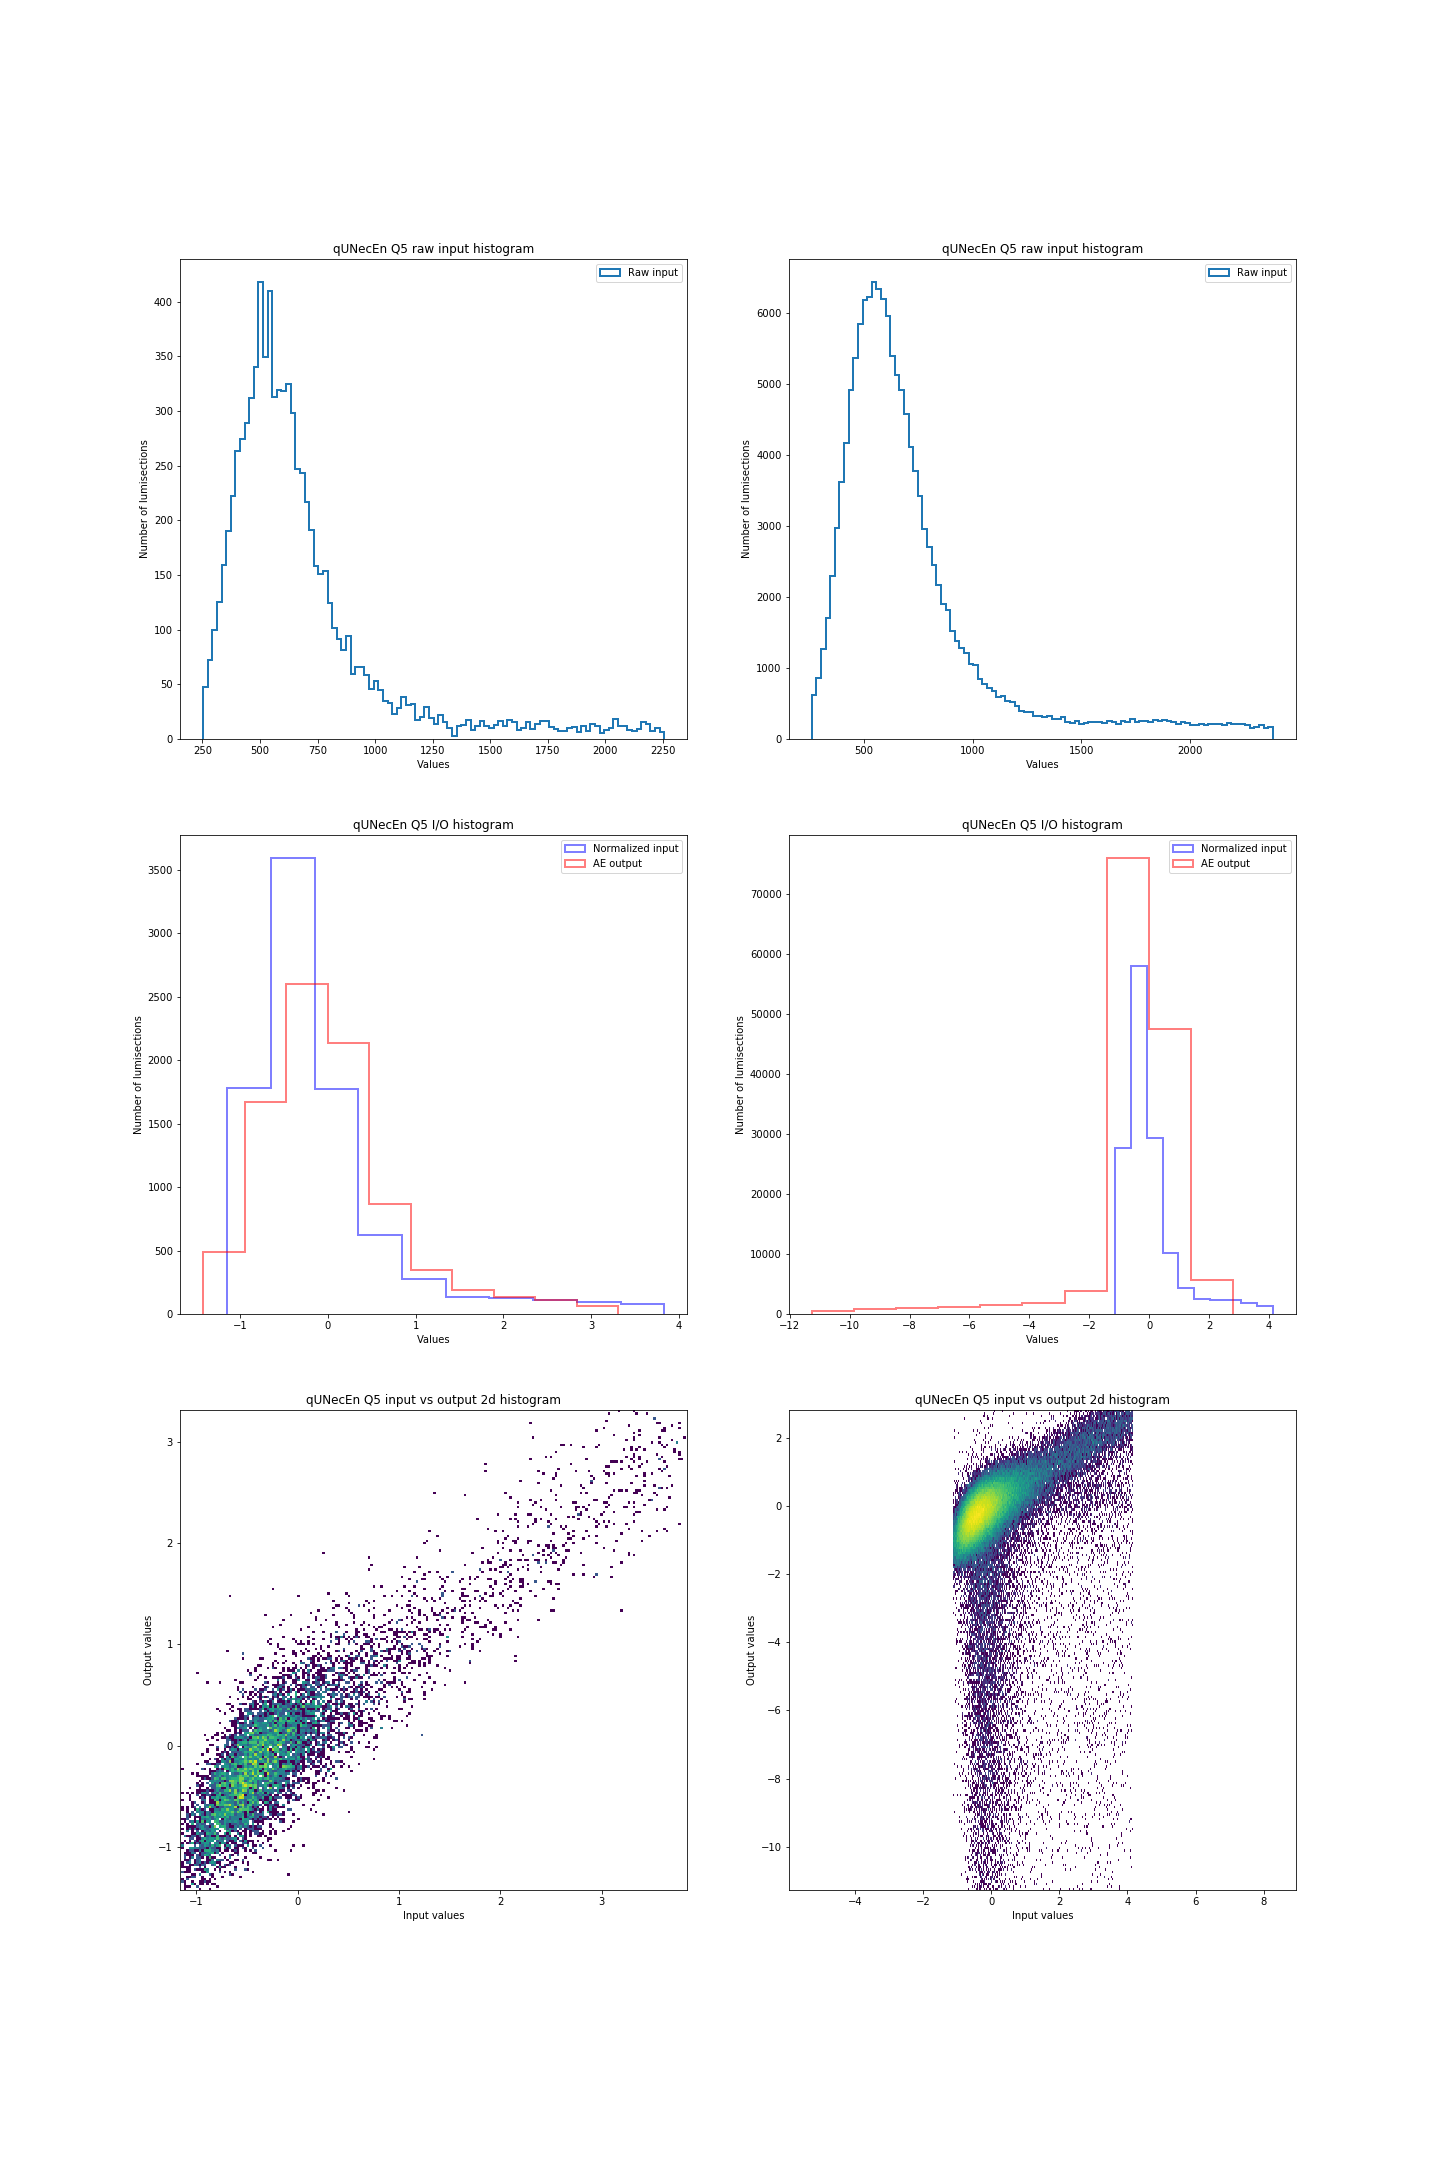 qUNecEn Q5 raw input histogram
Raw input
400
350
300
250
200
150
100
50
0
Number of lumisections
250 500 750 1000 1250 1500 1750 2000 2250
Values
qUNecEn Q5 raw input histogram
Raw input
6000
5000
4000
3000
2000
1000
0
Number of lumisections
500 1000 1500 2000
Values
qUNecEn Q5 I/O histogram
Normalized input
AE output
3500
3000
2500
2000
1500
1000
500
0
Number of lumisections
−1 0 1 2 3 4
Values
qUNecEn Q5 I/O histogram
Normalized input
AE output
70000
60000
50000
40000
30000
20000
10000
0
Number of lumisections
−12 −10 −8 −6 −4 −2 0 2 4
Values
qUNecEn Q5 input vs output 2d histogram
3
2
1
0
−1
Output values
−1 0 1 2 3
Input values
qUNecEn Q5 input vs output 2d histogram
2
0
−2
−4
−6
−8
−10
Output values
−4 −2 0 2 4 6 8
Input values